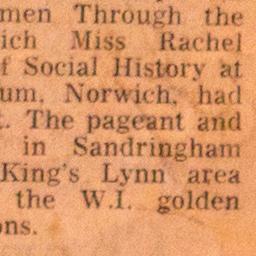 men Through the
ich Miss Rachel
f Social History at
um, Norwich, had
t. The pageant and
in Sandringham
King's Lynn area
the W.I. golden
ons.